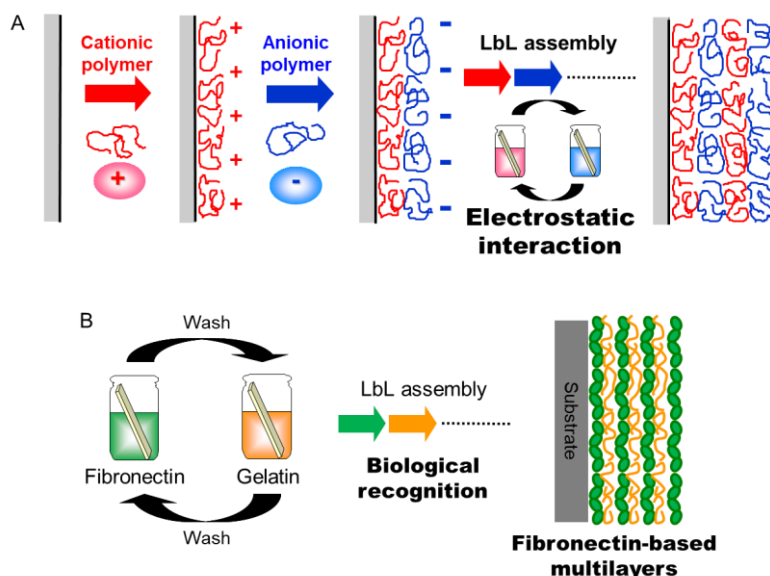 A
Cationic
polymer
+
+
+
+
+
+
Anionic
polymer
-
-
-
-
-
-
LbL assembly
Electrostatic
interaction
B
Wash
Fibronectin
Gelatin
Wash
LbL assembly
Biological
recognition
Substrate
Fibronectin-based
multilayers